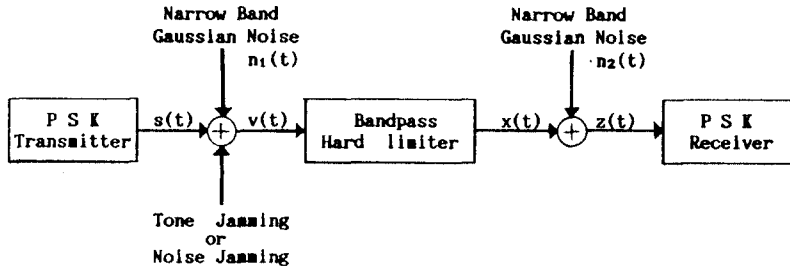 Narrow Band
Gaussian Noise
n₁(t)
Narrow Band
Gaussian Noise
n₂(t)
P S K
Transmitter
s(t)
+
v(t)
Bandpass
Hard limiter
x(t)
+
z(t)
P S K
Receiver
Tone Jamming
or
Noise Jamming